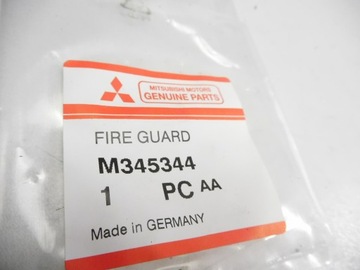 MITSUBISHI MOTORS
GENUINE PARTS
FIRE GUARD
M345344
1 PC AA
Made in GERMANY